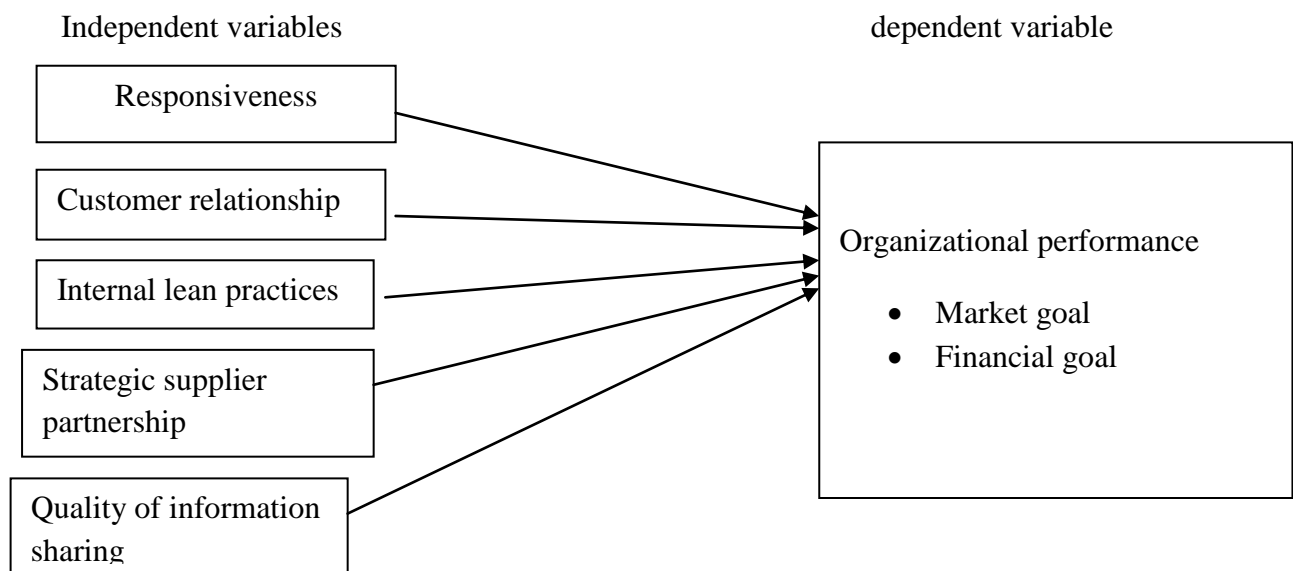 Independent variables
dependent variable
Responsiveness
Customer relationship
Internal lean practices
Strategic supplier
partnership
Quality of information
sharing
Organizational performance
• Market goal
• Financial goal